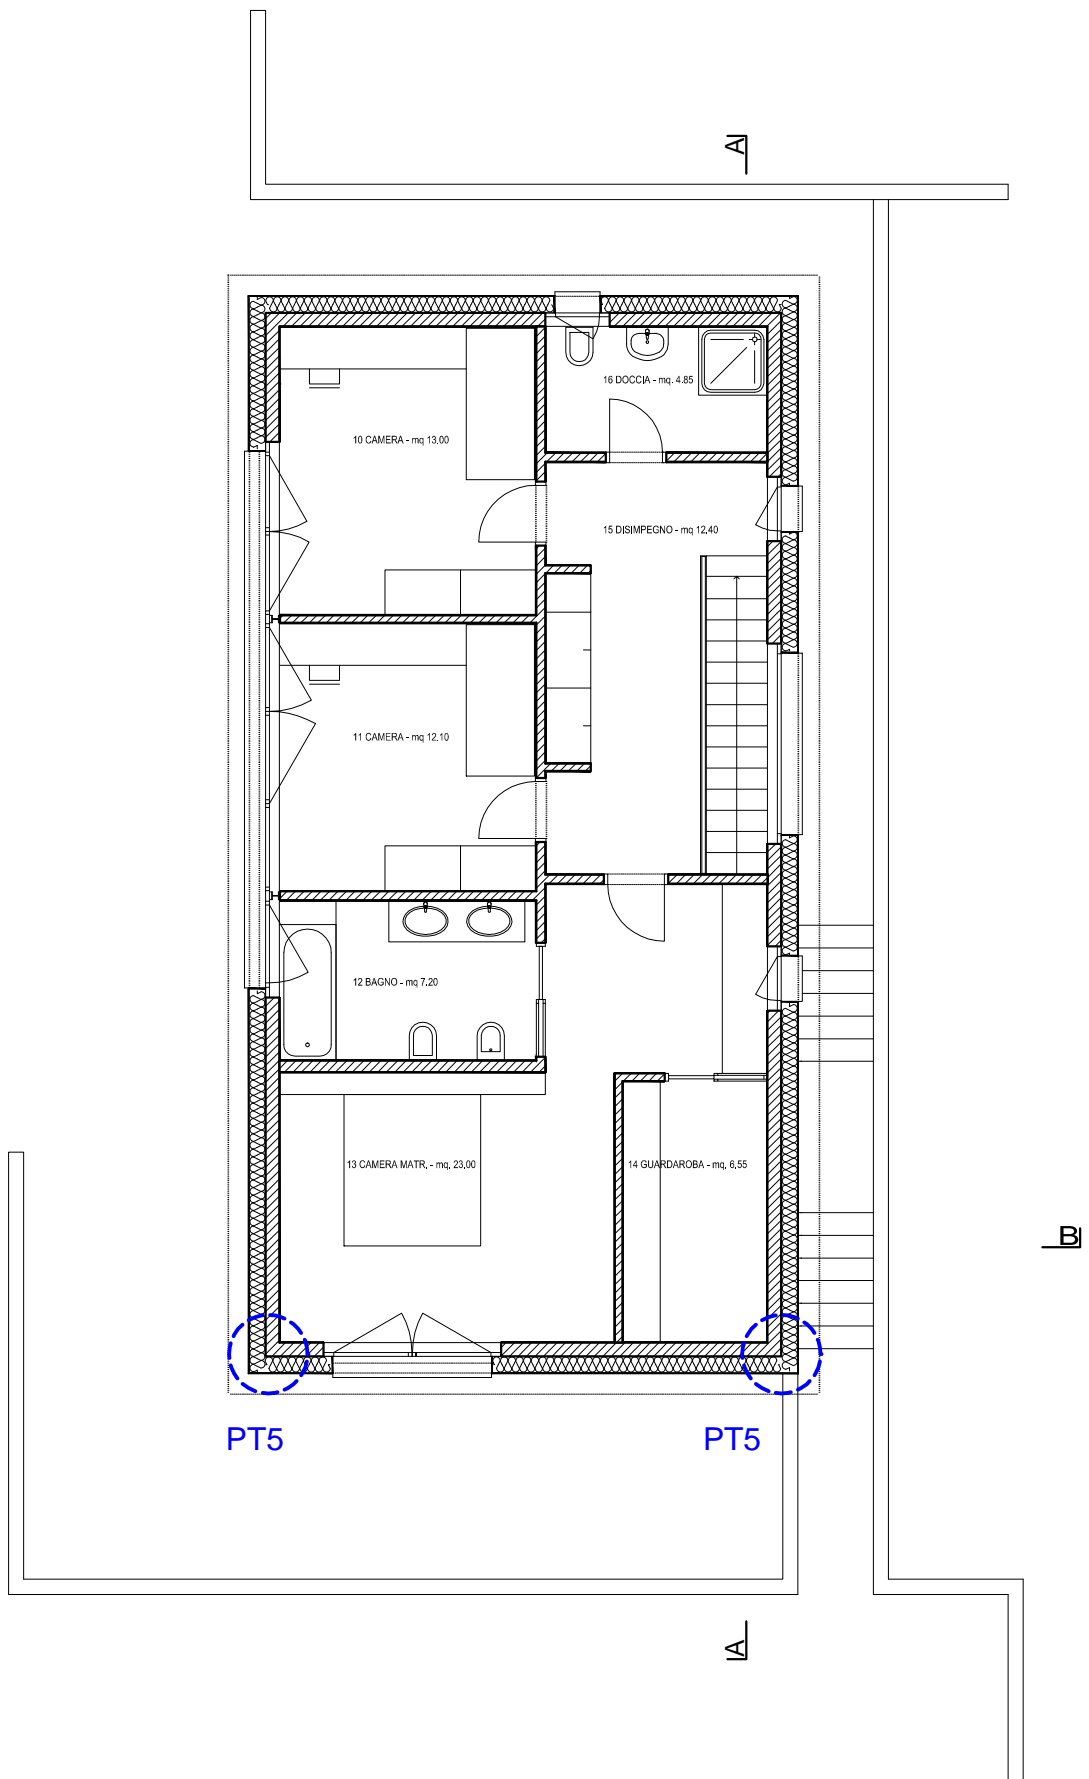 A
16 DOCCIA - mq. 4.85
10 CAMERA - mq 13,00
15 DISIMPEGNO - mq 12,40
11 CAMERA - mq 12,10
12 BAGNO - mq 7.20
13 CAMERA MATR. - mq. 23,00
14 GUARDAROBA - mq. 6,55
B
PT5
PT5
A